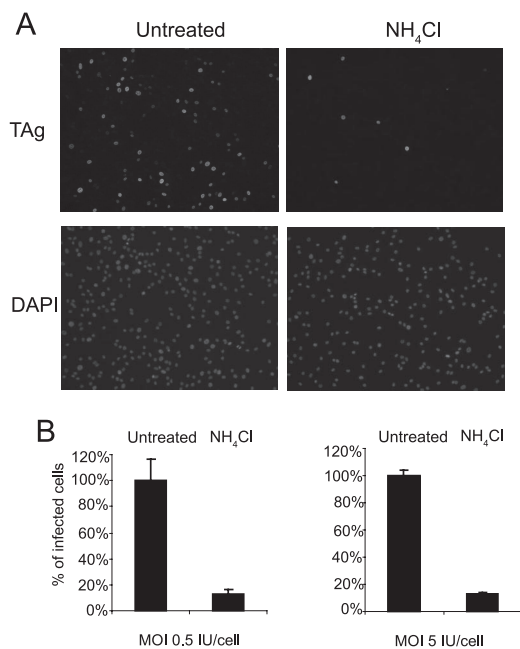 A
Untreated
NH₄Cl
TAg
DAPI
B
Untreated NH₄Cl
% of infected cells
120%
100%
80%
60%
40%
20%
0%
MOI 0.5 IU/cell
Untreated NH₄Cl
120%
100%
80%
60%
40%
20%
0%
MOI 5 IU/cell